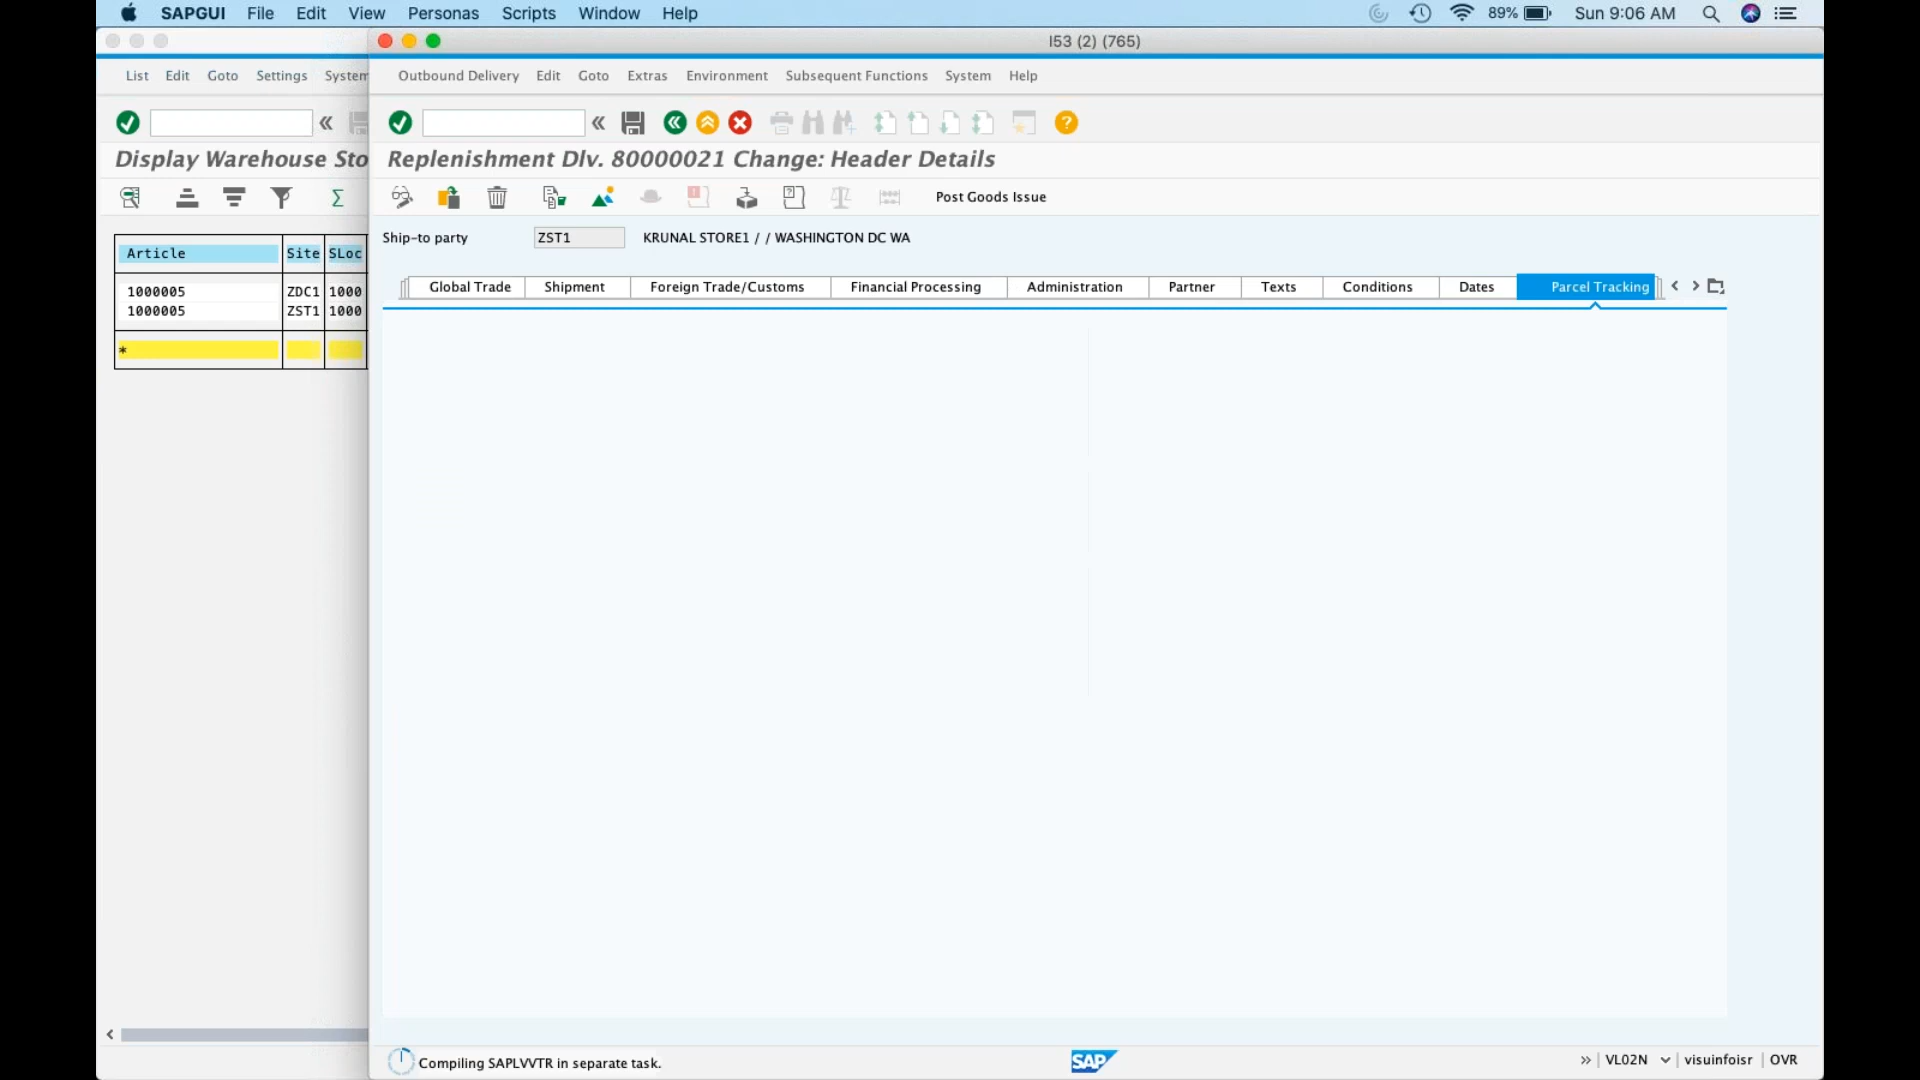 SAPGUI File Edit View Personas Scripts Window Help 89% Sun 9:06 AM
I53 (2) (765)
List Edit Goto Settings System
Outbound Delivery Edit Goto Extras Environment Subsequent Functions System Help
Display Warehouse Sto
Replenishment Dlv. 80000021 Change: Header Details
Post Goods Issue
Ship-to party ZST1 KRUNAL STORE1 / / WASHINGTON DC WA
Article Site SLoc
1000005 ZDC1 1000
1000005 ZST1 1000
*
Global Trade Shipment Foreign Trade/Customs Financial Processing Administration Partner Texts Conditions Dates Parcel Tracking
Compiling SAPLVVTR in separate task.
SAP
VL02N visuinfoisr OVR